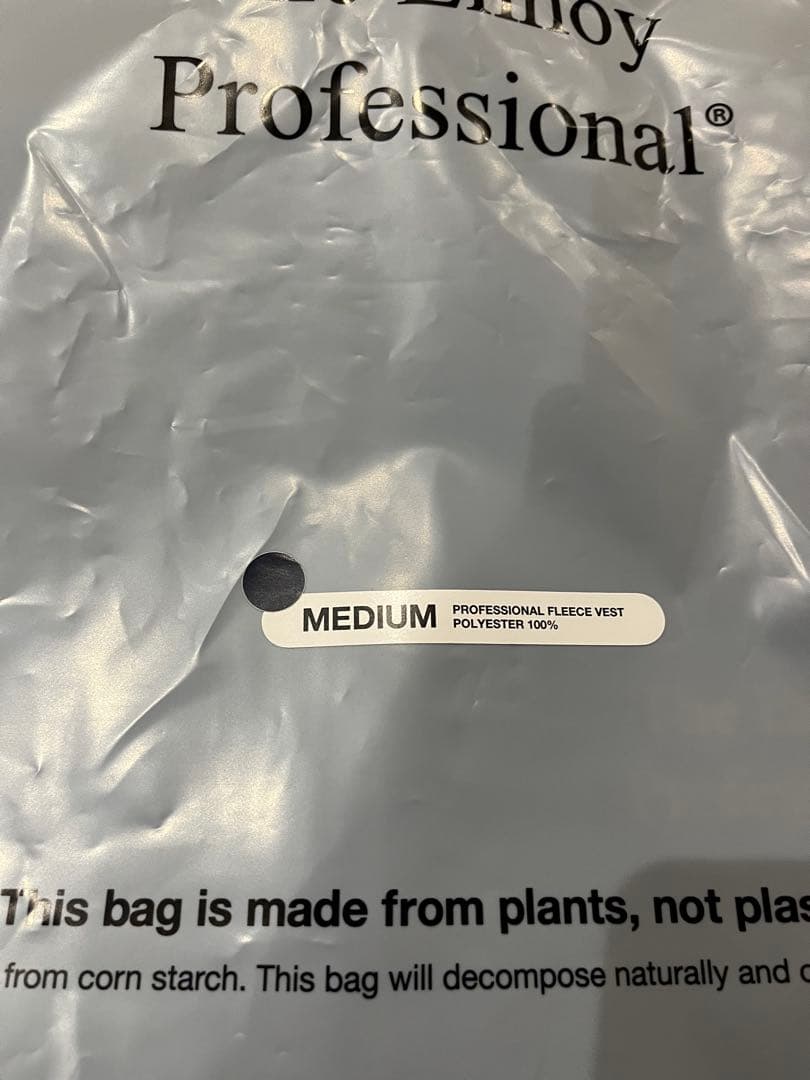 Ennoy
Professional®
MEDIUM
PROFESSIONAL FLEECE VEST
POLYESTER 100%
This bag is made from plants, not plas
from corn starch. This bag will decompose naturally and